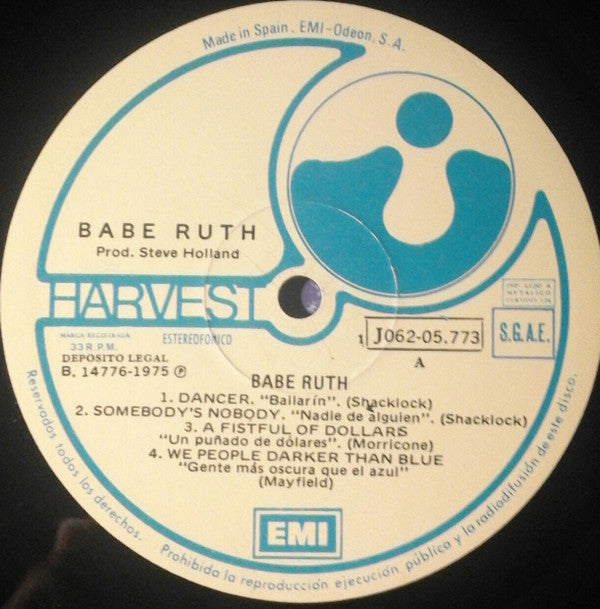 Made in Spain. EMI-Odeon, S.A.
BABE RUTH
Prod. Steve Holland
HARVEST
MARCA REGISTRADA
ESTEREOFONICO
33 R.P.M.
DEPOSITO LEGAL
B. 14776-1975 Ⓟ
1 J062-05.773
A
S.G.A.E.
BABE RUTH
1. DANCER. "Bailarín". (Shacklock)
2. SOMEBODY'S NOBODY. "Nadie de alguien". (Shacklock)
3. A FISTFUL OF DOLLARS
"Un puñado de dólares". (Morricone)
4. WE PEOPLE DARKER THAN BLUE
"Gente más oscura que el azul"
(Mayfield)
EMI
Reservados todos los derechos. Prohibida la reproducción ejecución pública y la radiodifusión de este disco.